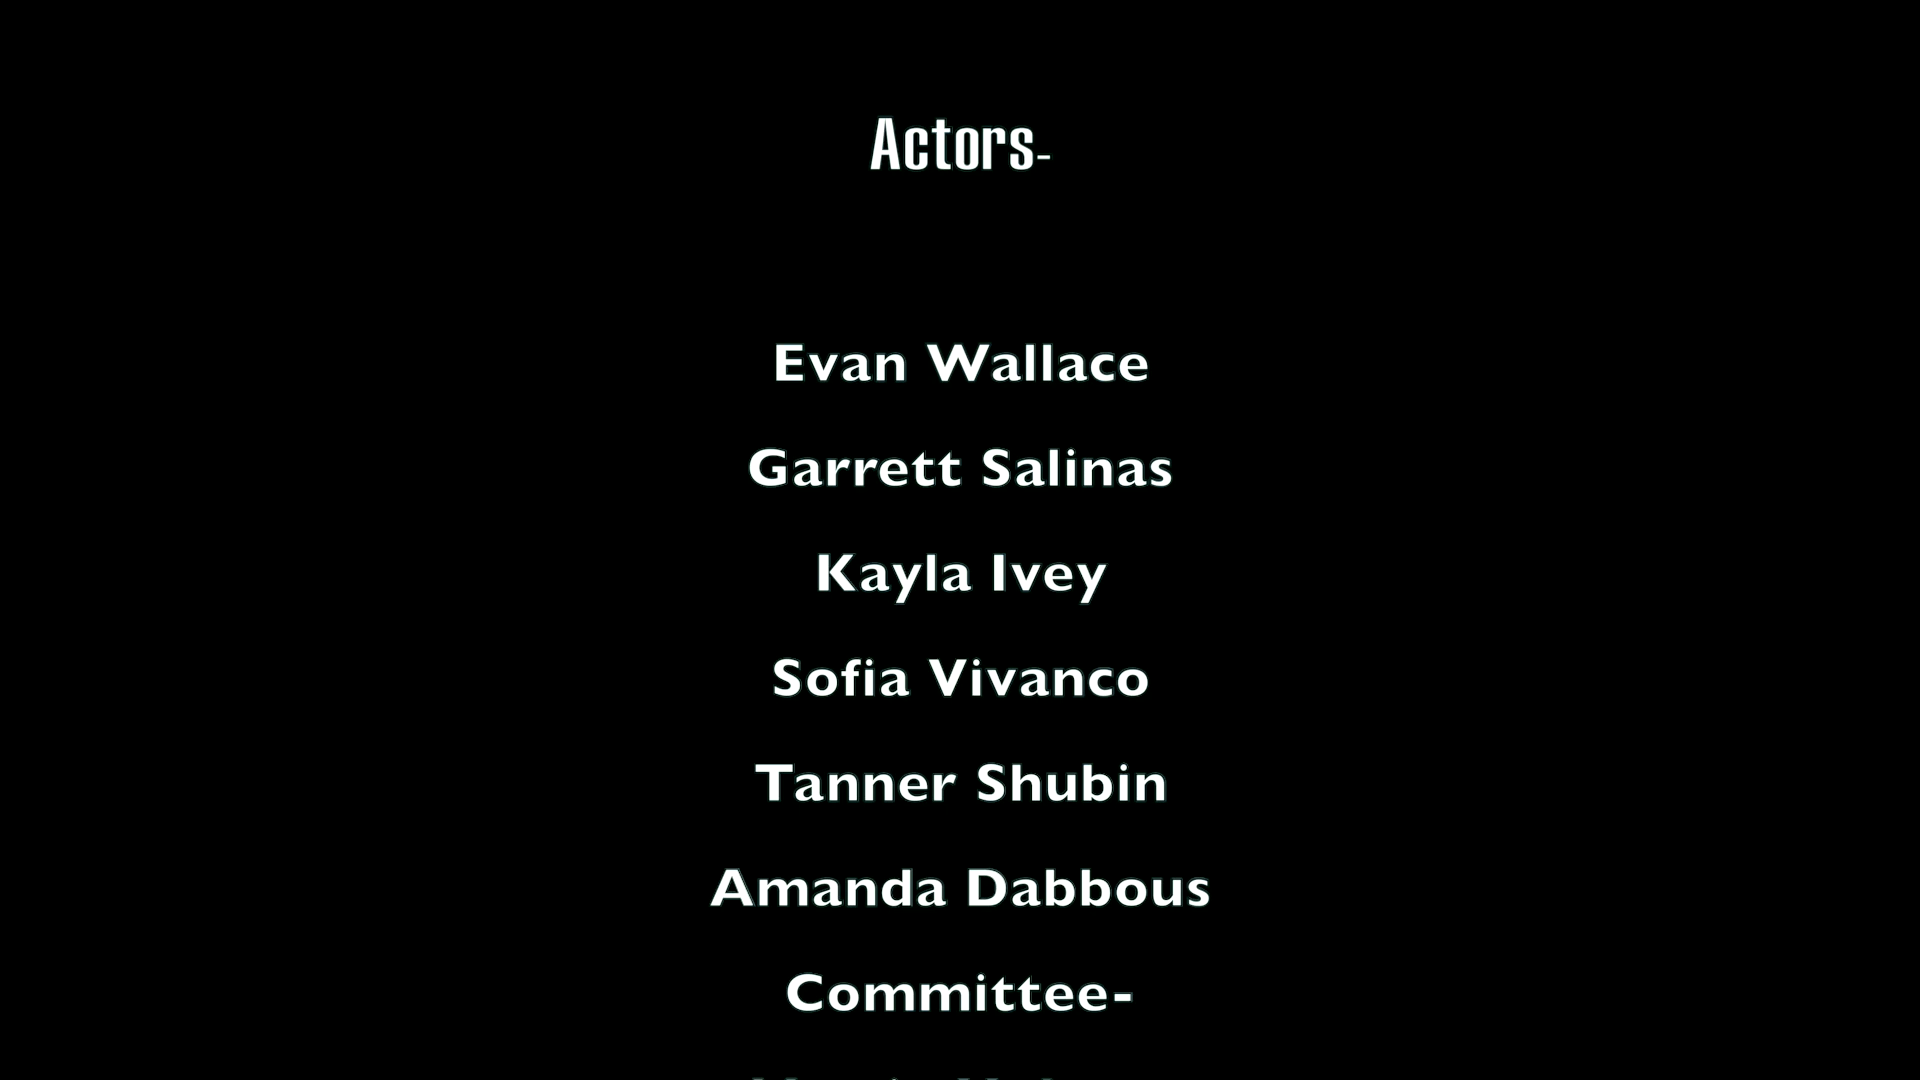 Actors-
Evan Wallace
Garrett Salinas
Kayla Ivey
Sofia Vivanco
Tanner Shubin
Amanda Dabbous
Committee-